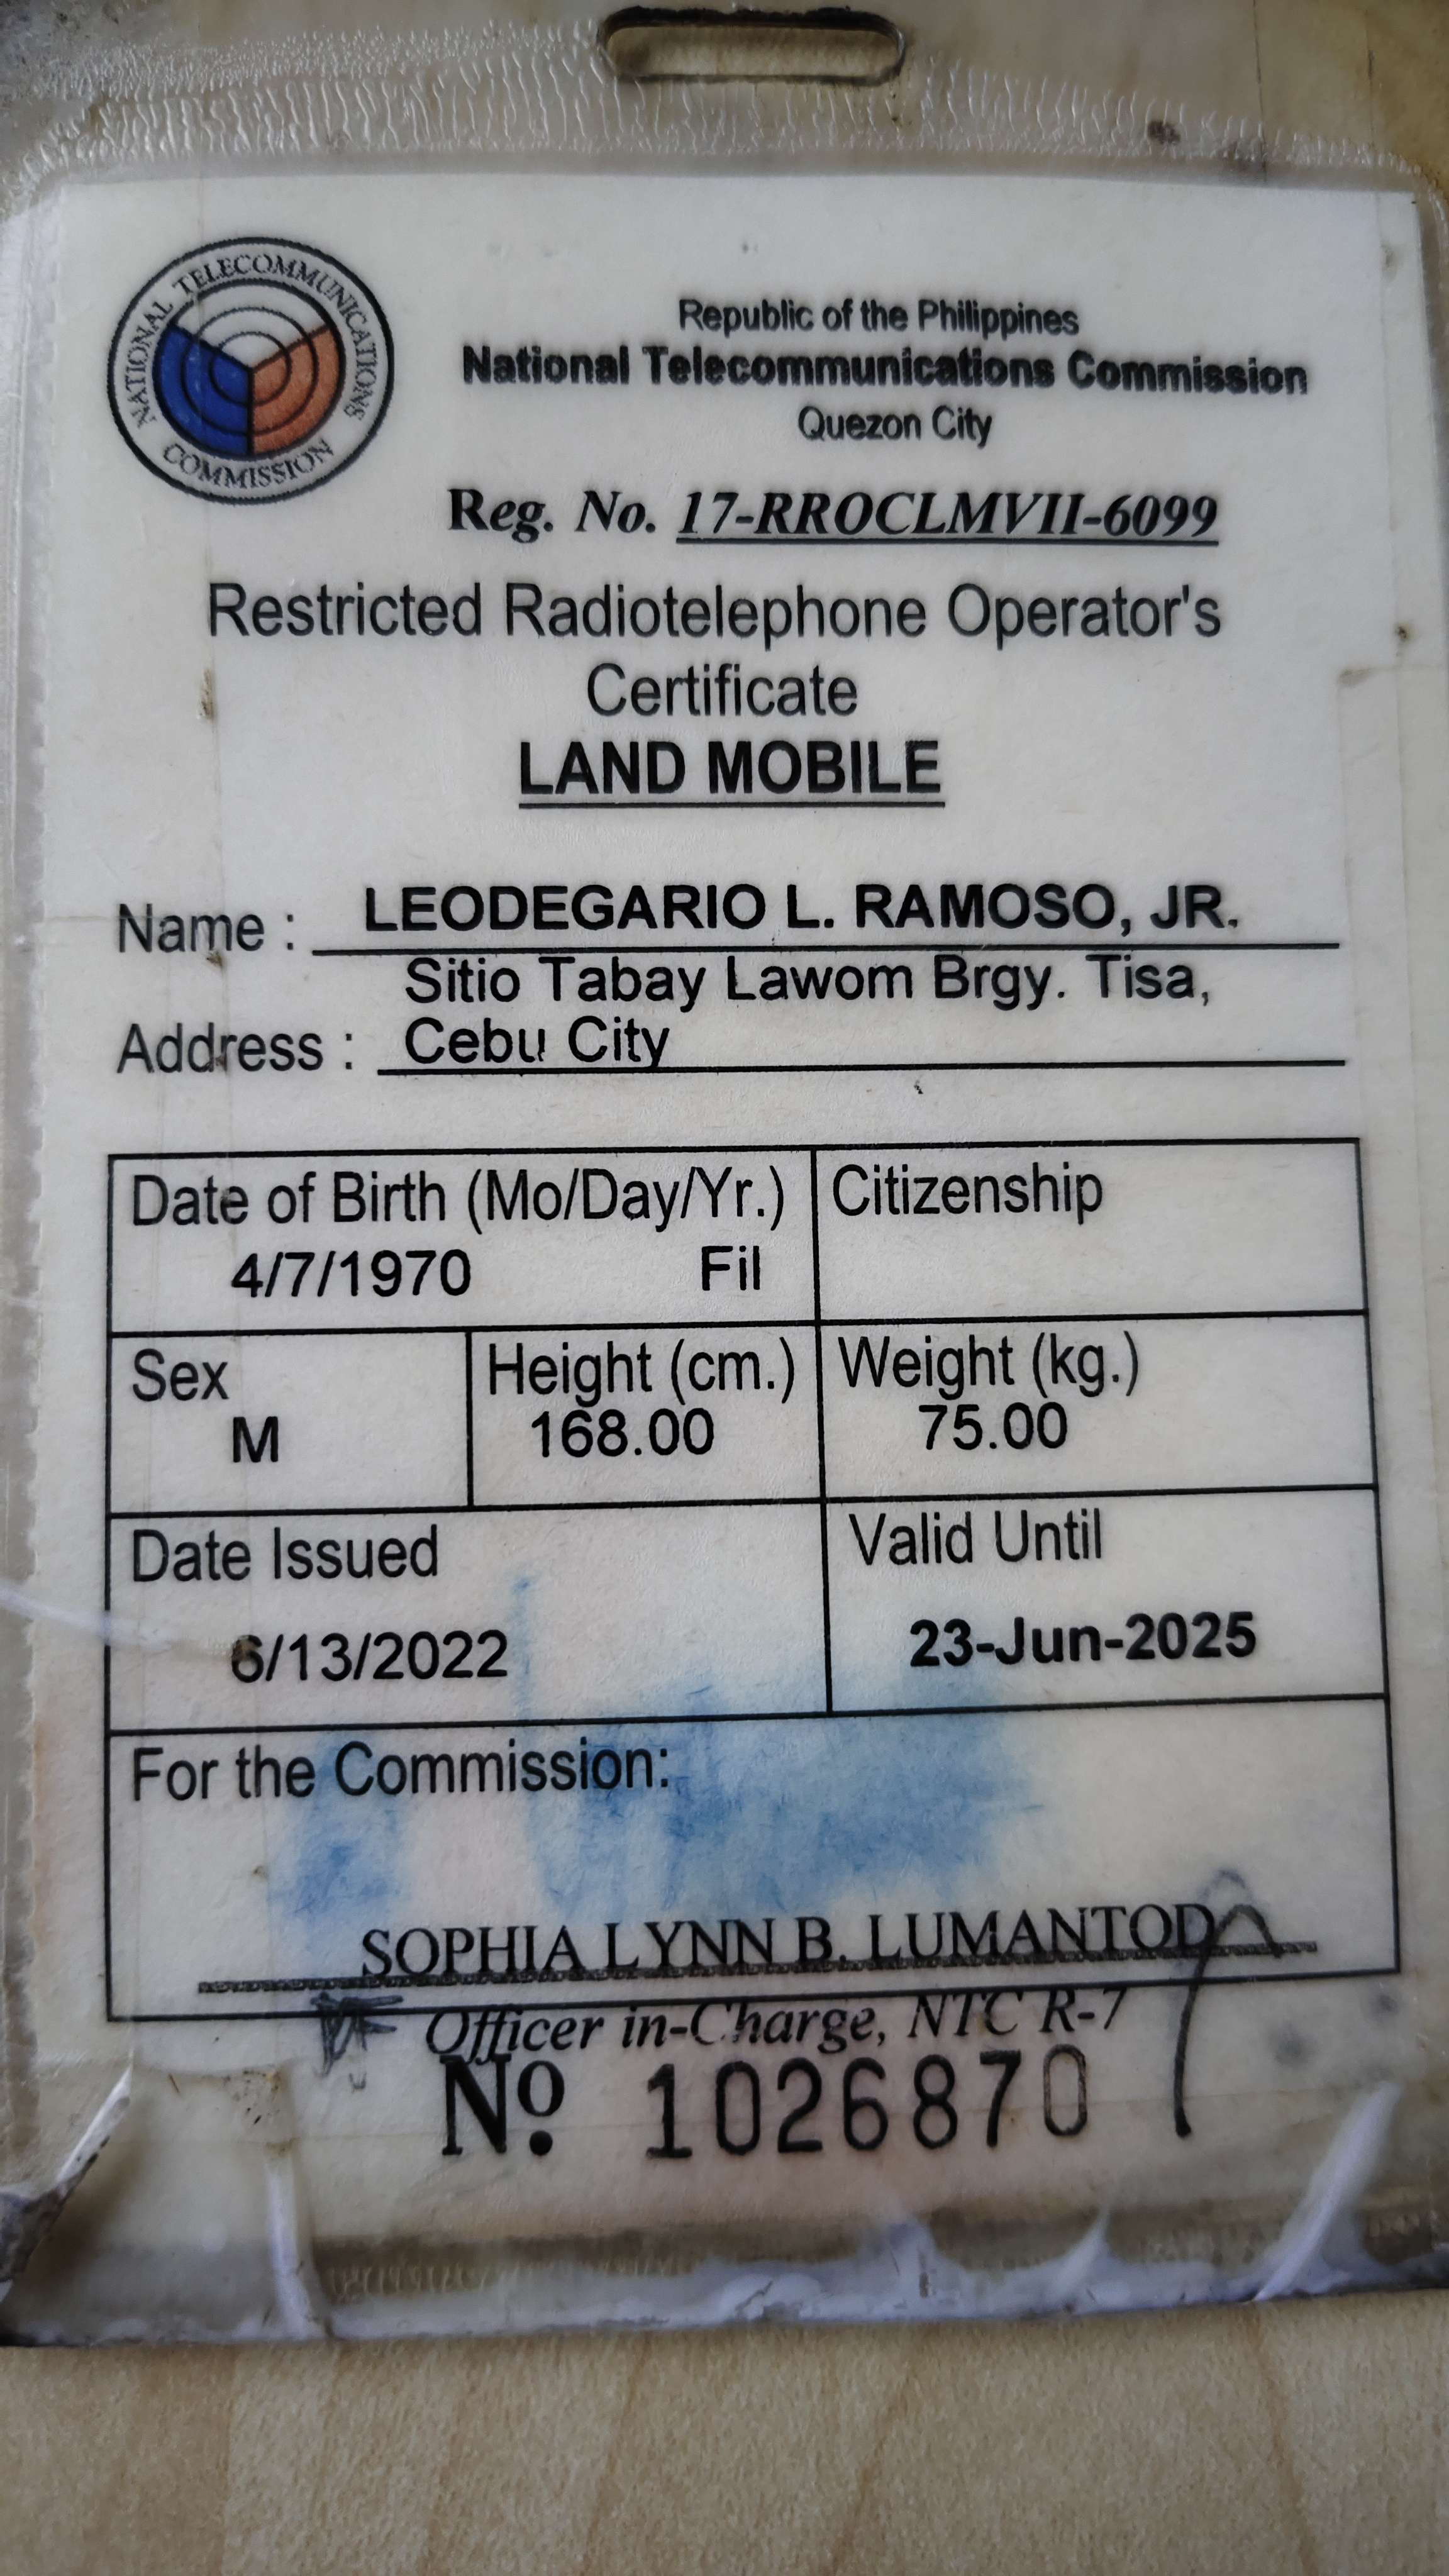 NATIONAL TELECOMMUNICATIONS
COMMISSION
Republic of the Philippines
National Telecommunications Commission
Quezon City
Reg. No. 17-RROCLMVII-6099
Restricted Radiotelephone Operator's
Certificate
LAND MOBILE
Name : LEODEGARIO L. RAMOSO, JR.
Sitio Tabay Lawom Brgy. Tisa,
Address : Cebu City
Date of Birth (Mo/Day/Yr.) Citizenship
4/7/1970 Fil
Sex Height (cm.) Weight (kg.)
M 168.00 75.00
Date Issued Valid Until
6/13/2022 23-Jun-2025
For the Commission:
SOPHIA LYNN B. LUMANTOD
Officer in-Charge, NTC R-7
Nº 1026870